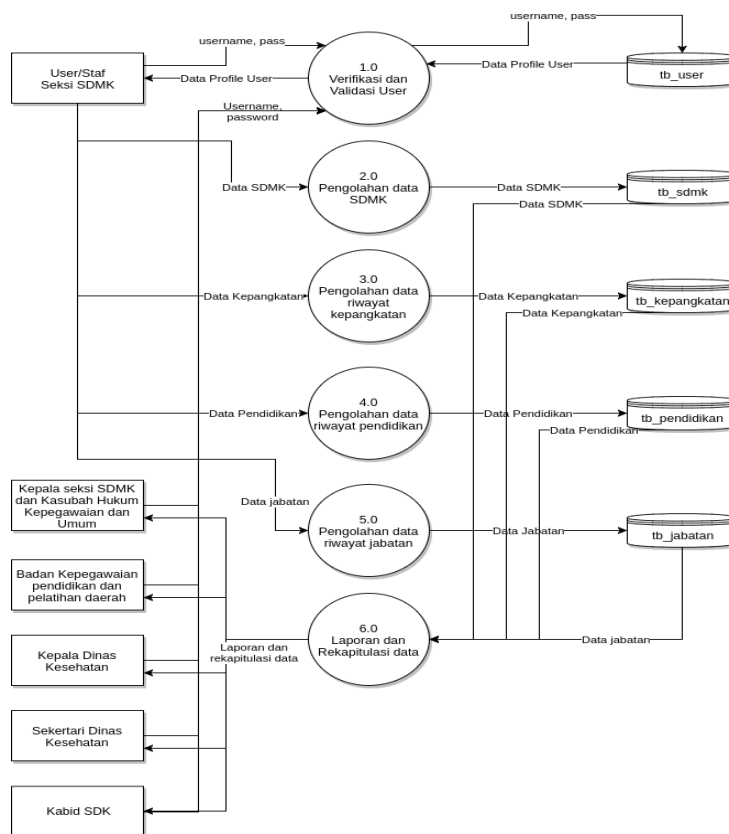 username, pass
username, pass
User/Staf
Seksi SDMK
1.0
Verifikasi dan
Validasi User
Data Profile User
Data Profile User
tb_user
Username,
password
2.0
Pengolahan data
SDMK
Data SDMK
Data SDMK
tb_sdmk
Data SDMK
3.0
Pengolahan data
riwayat
kepangkatan
Data Kepangkatan
Data Kepangkatan
tb_kepangkatan
Data Kepangkatan
4.0
Pengolahan data
riwayat pendidikan
Data Pendidikan
Data Pendidikan
tb_pendidikan
Data Pendidikan
Kepala seksi SDMK
dan Kasubah Hukum
Kepegawaian dan
Umum
Data jabatan
5.0
Pengolahan data
riwayat jabatan
Data Jabatan
tb_jabatan
Badan Kepegawaian
pendidikan dan
pelatihan daerah
6.0
Laporan dan
Rekapitulasi data
Data jabatan
Laporan dan
rekapitulasi data
Kepala Dinas
Kesehatan
Sekertari Dinas
Kesehatan
Kabid SDK